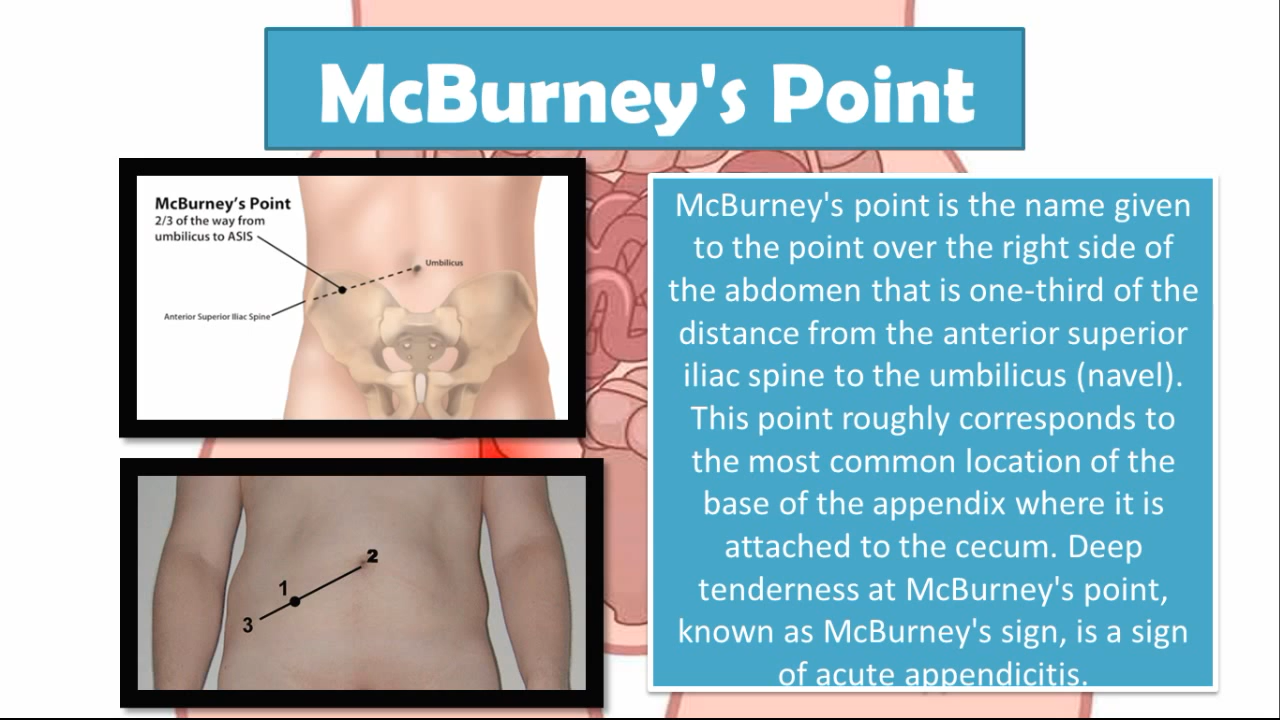 McBurney's Point
McBurney's Point
2/3 of the way from
umbilicus to ASIS
Umbilicus
Anterior Superior Iliac Spine
2
1
3
McBurney's point is the name given
to the point over the right side of
the abdomen that is one-third of the
distance from the anterior superior
iliac spine to the umbilicus (navel).
This point roughly corresponds to
the most common location of the
base of the appendix where it is
attached to the cecum. Deep
tenderness at McBurney's point,
known as McBurney's sign, is a sign
of acute appendicitis.